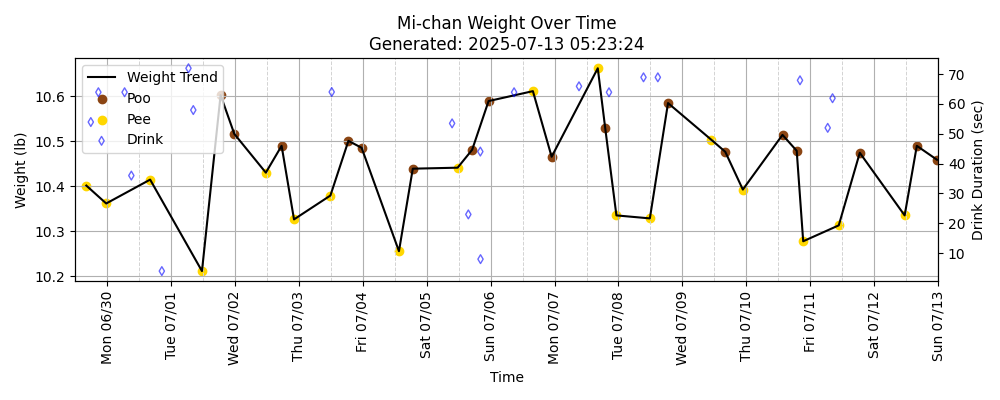 Mi-chan Weight Over Time
Generated: 2025-07-13 05:23:24
Weight Trend
Poo
Pee
Drink
Weight (lb)
10.6
10.5
10.4
10.3
10.2
Drink Duration (sec)
70
60
50
40
30
20
10
Mon 06/30
Tue 07/01
Wed 07/02
Thu 07/03
Fri 07/04
Sat 07/05
Sun 07/06
Mon 07/07
Tue 07/08
Wed 07/09
Thu 07/10
Fri 07/11
Sat 07/12
Sun 07/13
Time